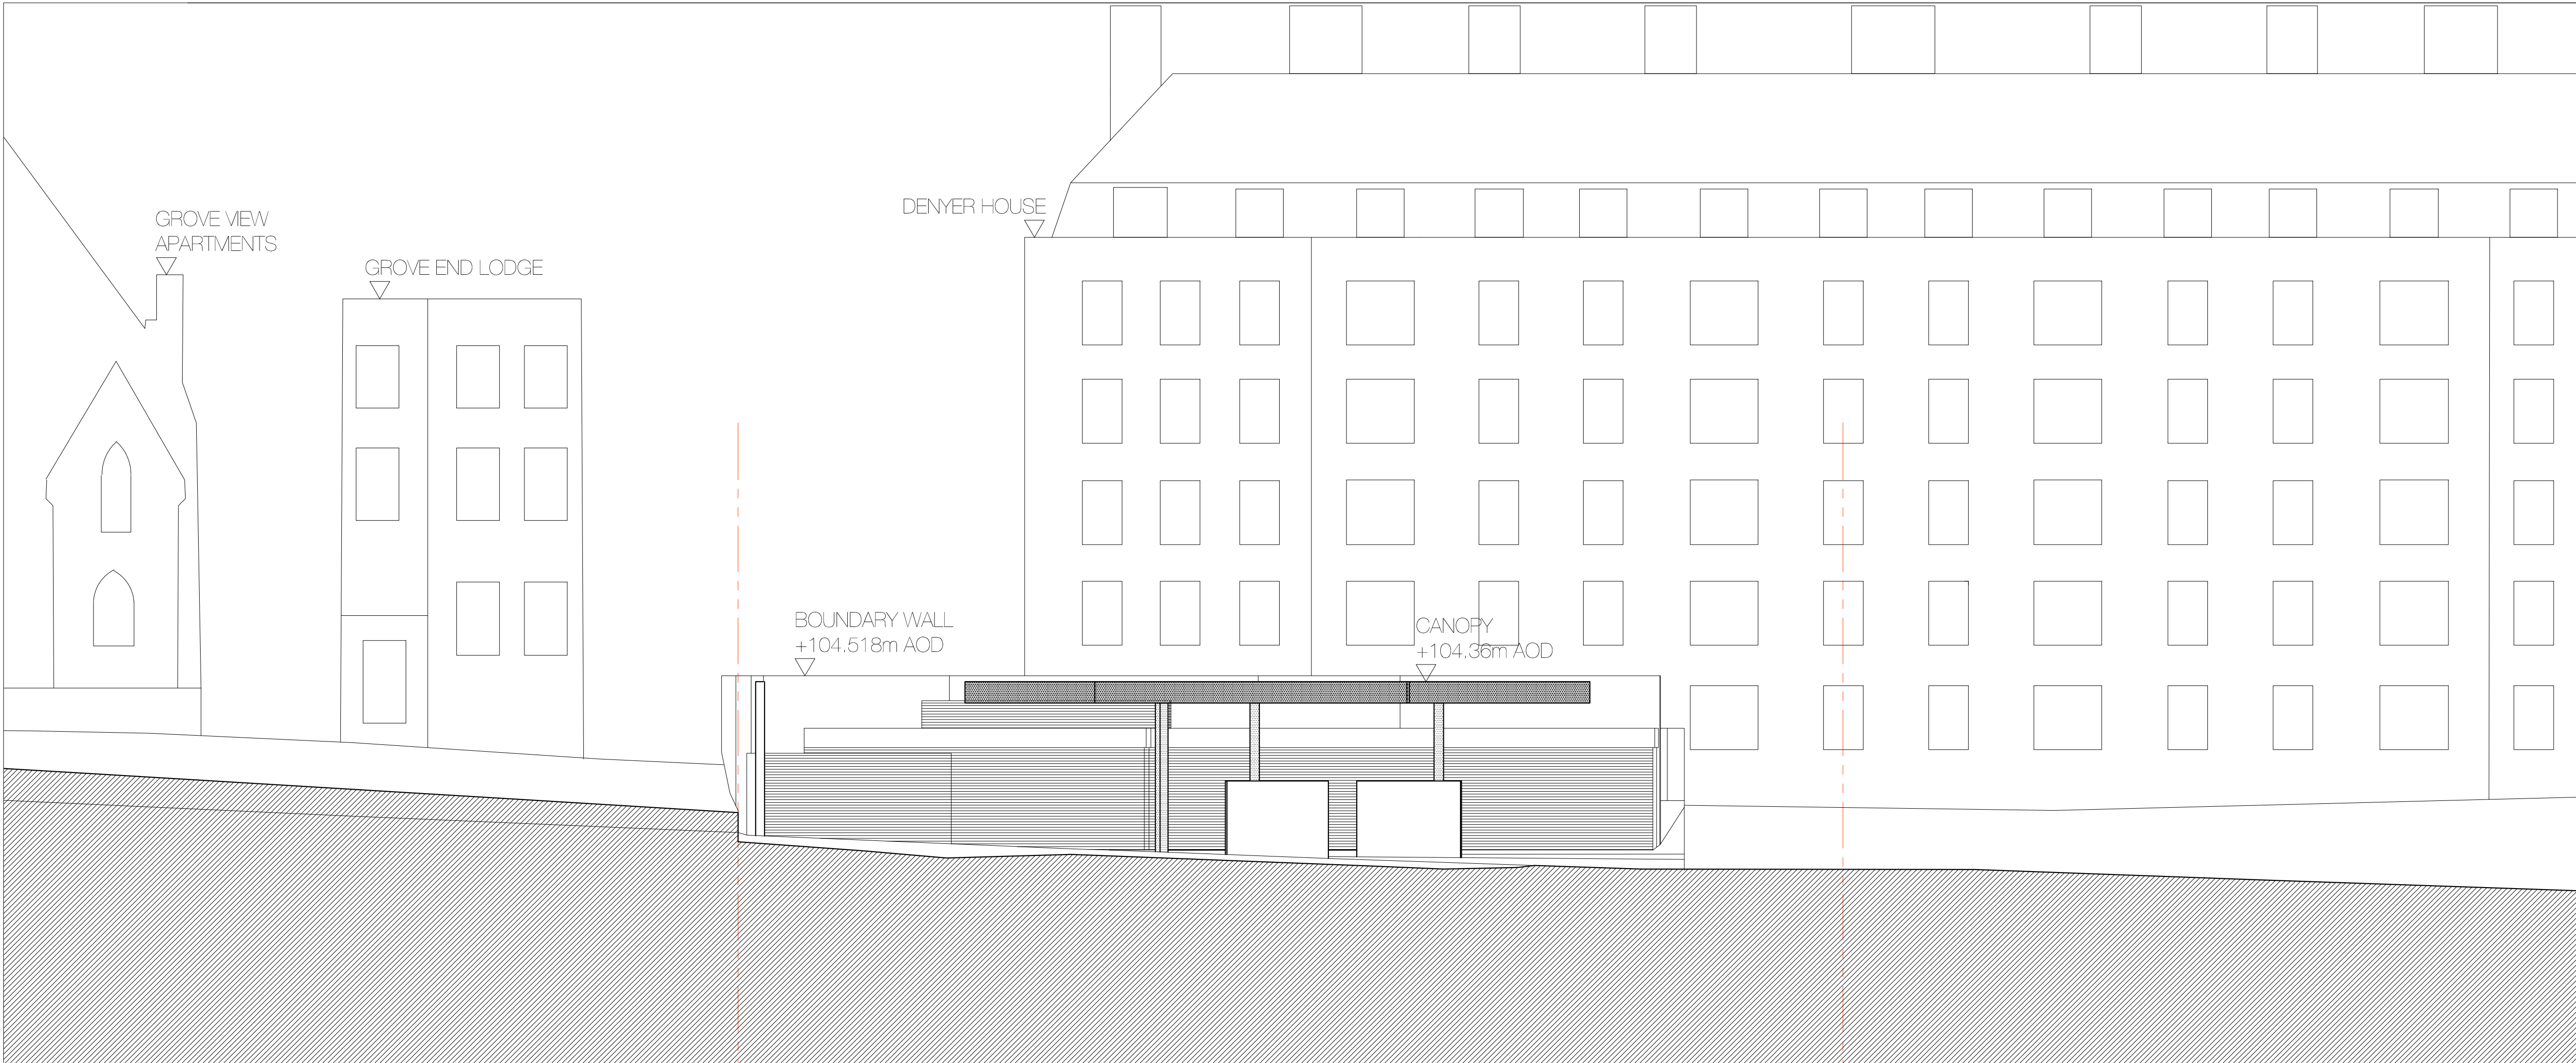 GROVE VIEW
APARTMENTS
GROVE END LODGE
DENYER HOUSE
BOUNDARY WALL
+104.518m AOD
CANOPY
+104.36m AOD